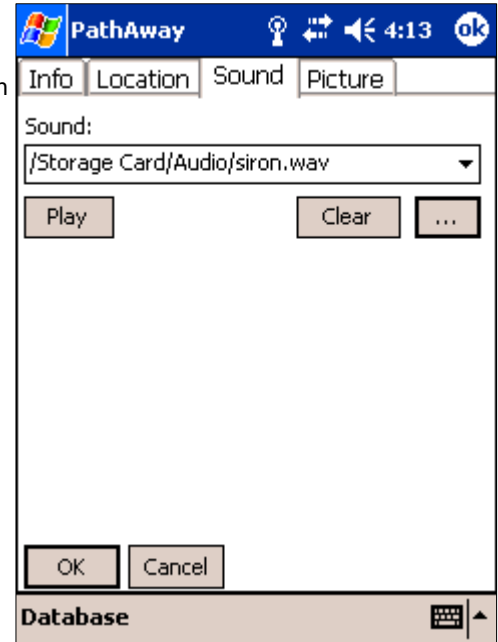 PathAway 4:13 ok
n
Info Location Sound Picture
Sound:
/Storage Card/Audio/siron.wav
Play Clear ...
OK Cancel
Database